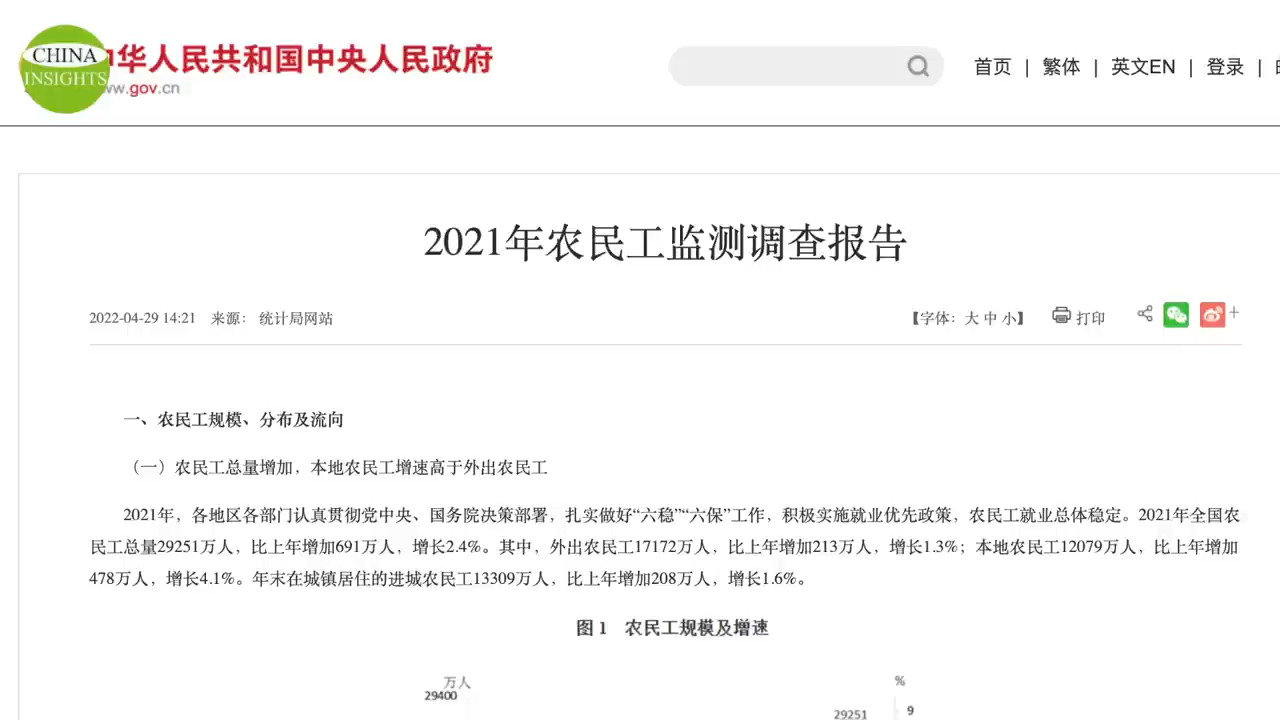 CHINA
INSIGHTS
华人民共和国中央人民政府
ww.gov.cn
首页 | 繁体 | 英文EN | 登录 |
2021年农民工监测调查报告
2022-04-29 14:21 来源: 统计局网站
【字体: 大 中 小】 打印
一、农民工规模、分布及流向
（一）农民工总量增加，本地农民工增速高于外出农民工
2021年，各地区各部门认真贯彻党中央、国务院决策部署，扎实做好“六稳”“六保”工作，积极实施就业优先政策，农民工就业总体稳定。2021年全国农
民工总量29251万人，比上年增加691万人，增长2.4%。其中，外出农民工17172万人，比上年增加213万人，增长1.3%；本地农民工12079万人，比上年增加
478万人，增长4.1%。年末在城镇居住的进城农民工13309万人，比上年增加208万人，增长1.6%。
图 1 农民工规模及增速
万人 %
29400
29251 9